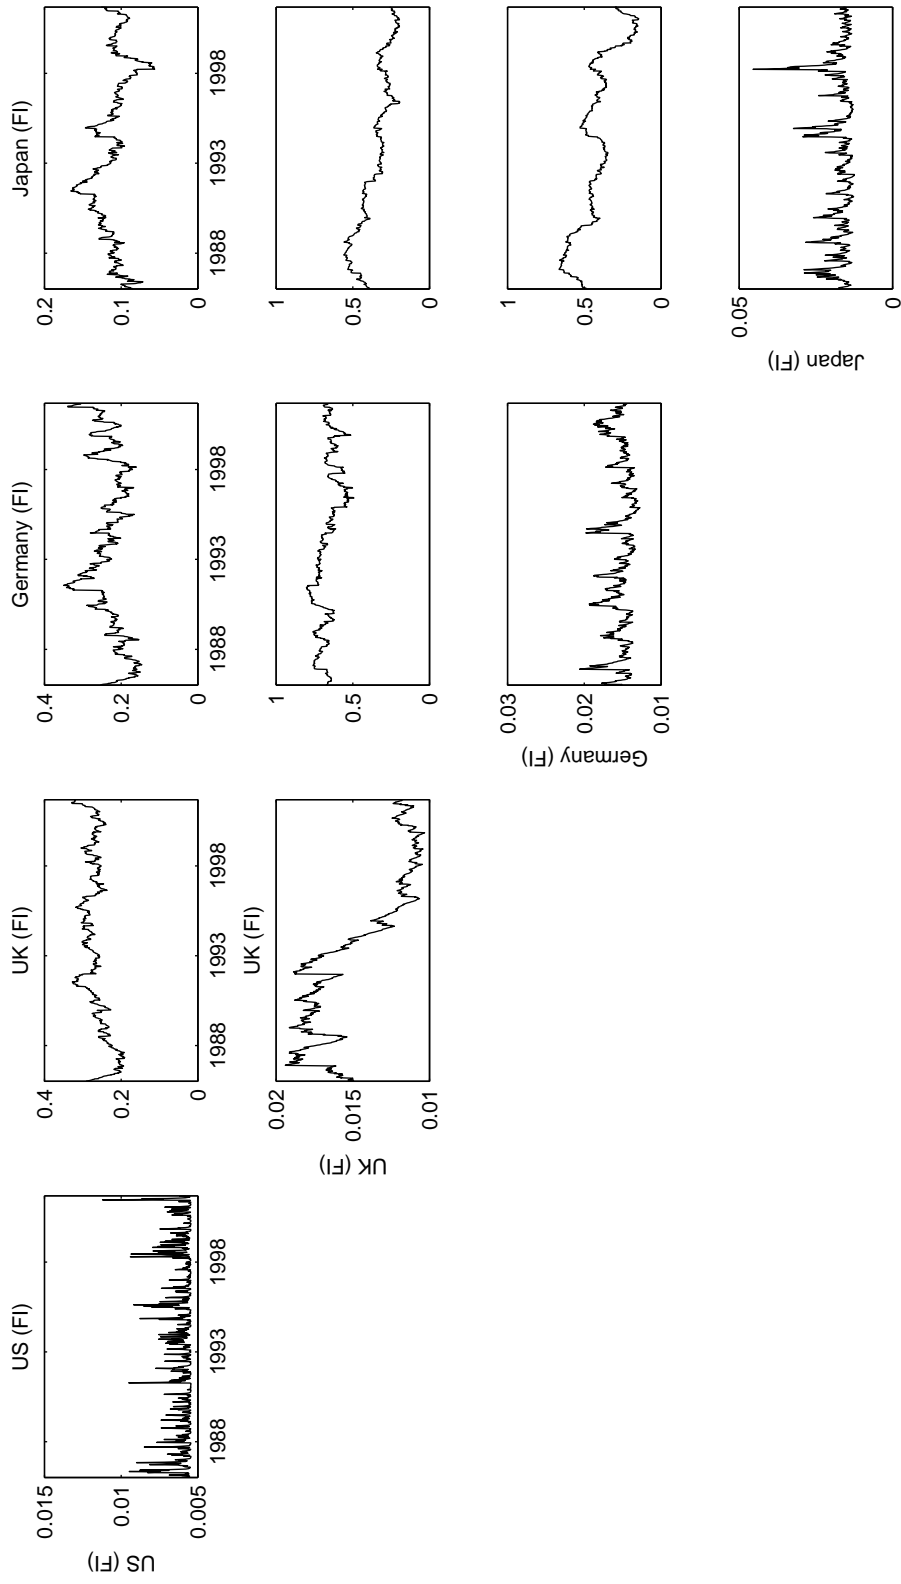 US (FI) UK (FI) Germany (FI) Japan (FI)
0.015 0.4 0.4 0.2
US (FI)
0.01 0.2 0.2 0.1
0.005 0 0 0
1988 1993 1998 1988 1993 1998 1988 1993 1998 1988 1993 1998
UK (FI)
0.02 1 1
UK (FI)
0.015 0.5 0.5
0.01 0 0
0.03 1
Germany (FI)
0.02 0.5
0.01 0
0.05
Japan (FI)
0